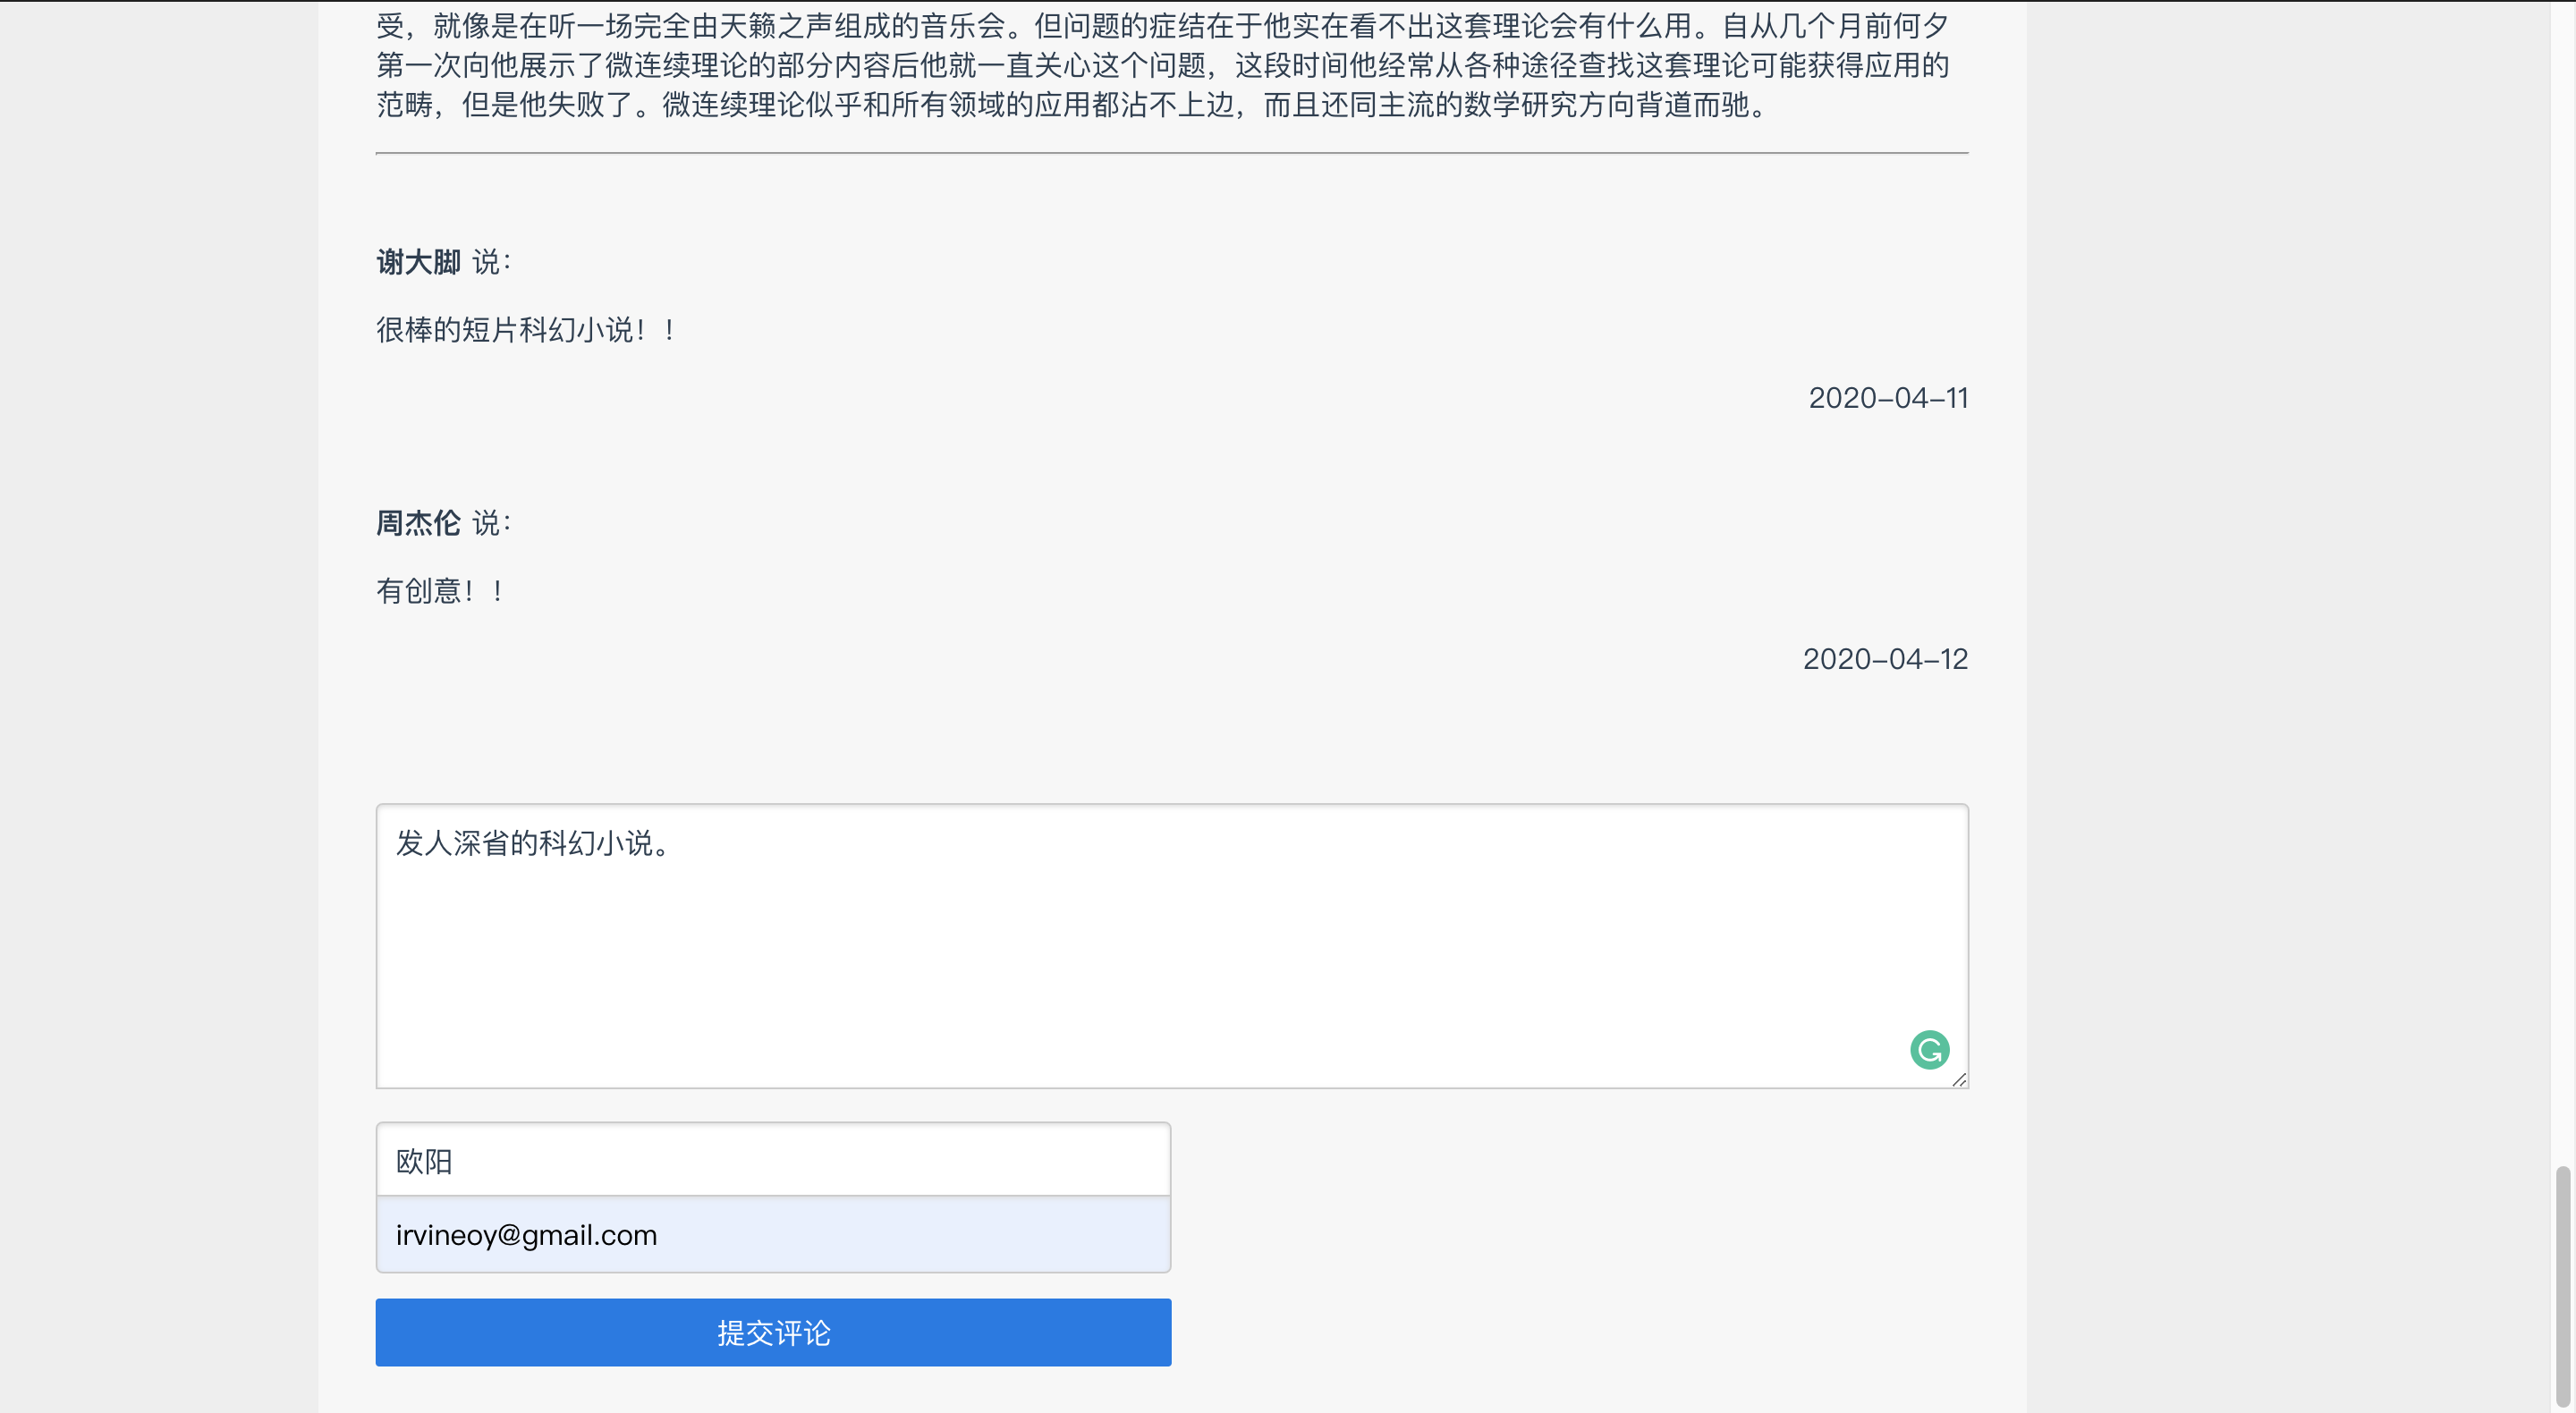 受，就像是在听一场完全由天籁之声组成的音乐会。但问题的症结在于他实在看不出这套理论会有什么用。自从几个月前何夕
第一次向他展示了微连续理论的部分内容后他就一直关心这个问题，这段时间他经常从各种途径查找这套理论可能获得应用的
范畴，但是他失败了。微连续理论似乎和所有领域的应用都沾不上边，而且还同主流的数学研究方向背道而驰。
谢大脚 说：
很棒的短片科幻小说！！
2020-04-11
周杰伦 说：
有创意！！
2020-04-12
发人深省的科幻小说。
欧阳
irvineoy@gmail.com
提交评论